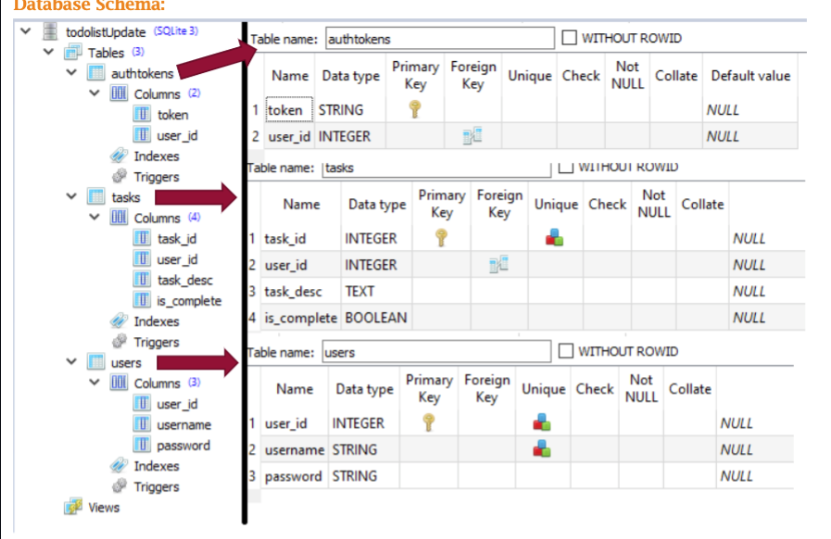 Database Schema:
todolistUpdate (SQLite 3)
Tables (3)
authtokens
Columns (2)
token
user_id
Indexes
Triggers
tasks
Columns (4)
task_id
user_id
task_desc
is_complete
Indexes
Triggers
users
Columns (3)
user_id
username
password
Indexes
Triggers
Views
Table name: authtokens WITHOUT ROWID
Name Data type Primary Key Foreign Key Unique Check Not NULL Collate Default value
1 token STRING NULL
2 user_id INTEGER NULL
Table name: tasks WITHOUT ROWID
Name Data type Primary Key Foreign Key Unique Check Not NULL Collate
1 task_id INTEGER NULL
2 user_id INTEGER NULL
3 task_desc TEXT NULL
4 is_complete BOOLEAN NULL
Table name: users WITHOUT ROWID
Name Data type Primary Key Foreign Key Unique Check Not NULL Collate
1 user_id INTEGER NULL
2 username STRING NULL
3 password STRING NULL